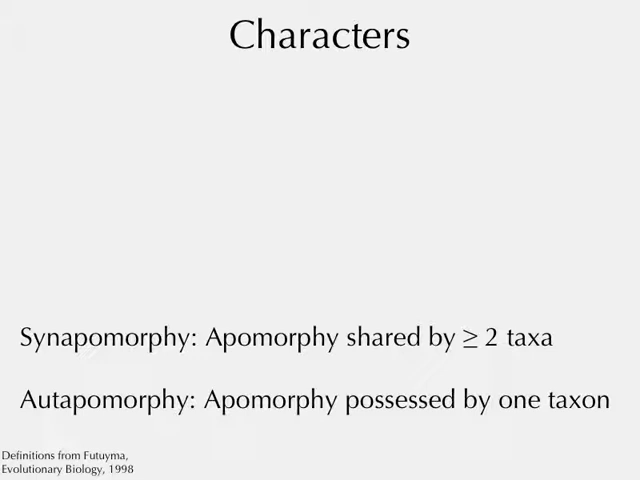 Characters
Synapomorphy: Apomorphy shared by ≥ 2 taxa
Autapomorphy: Apomorphy possessed by one taxon
Definitions from Futuyma,
Evolutionary Biology, 1998